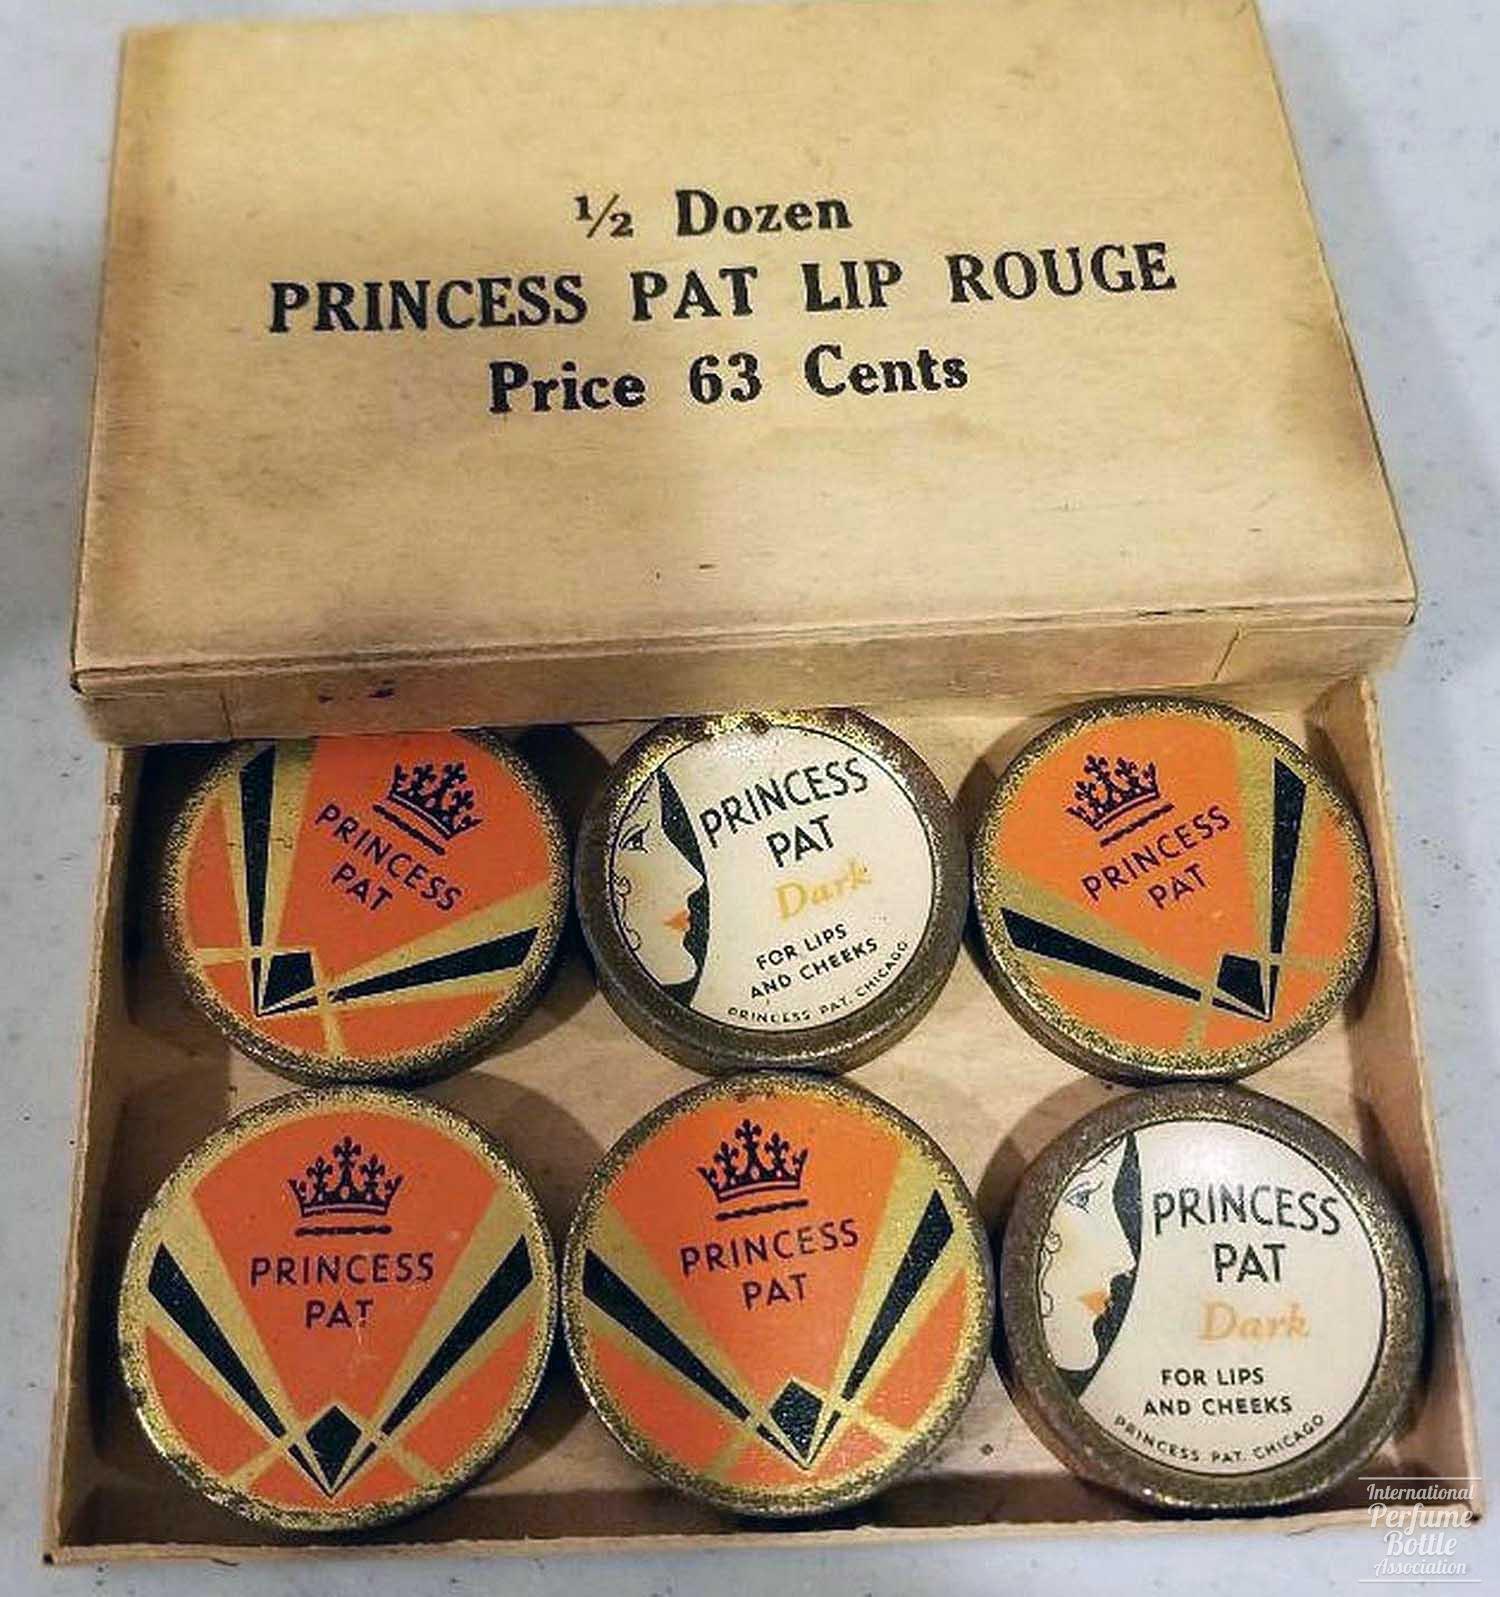 ½ Dozen
PRINCESS PAT LIP ROUGE
Price 63 Cents
PRINCESS
PAT
PRINCESS
PAT
Dark
FOR LIPS
AND CHEEKS
PRINCESS PAT. CHICAGO
PRINCESS
PAT
PRINCESS
PAT
PRINCESS
PAT
PRINCESS
PAT
Dark
FOR LIPS
AND CHEEKS
PRINCESS PAT. CHICAGO
International
Perfume
Bottle
Association